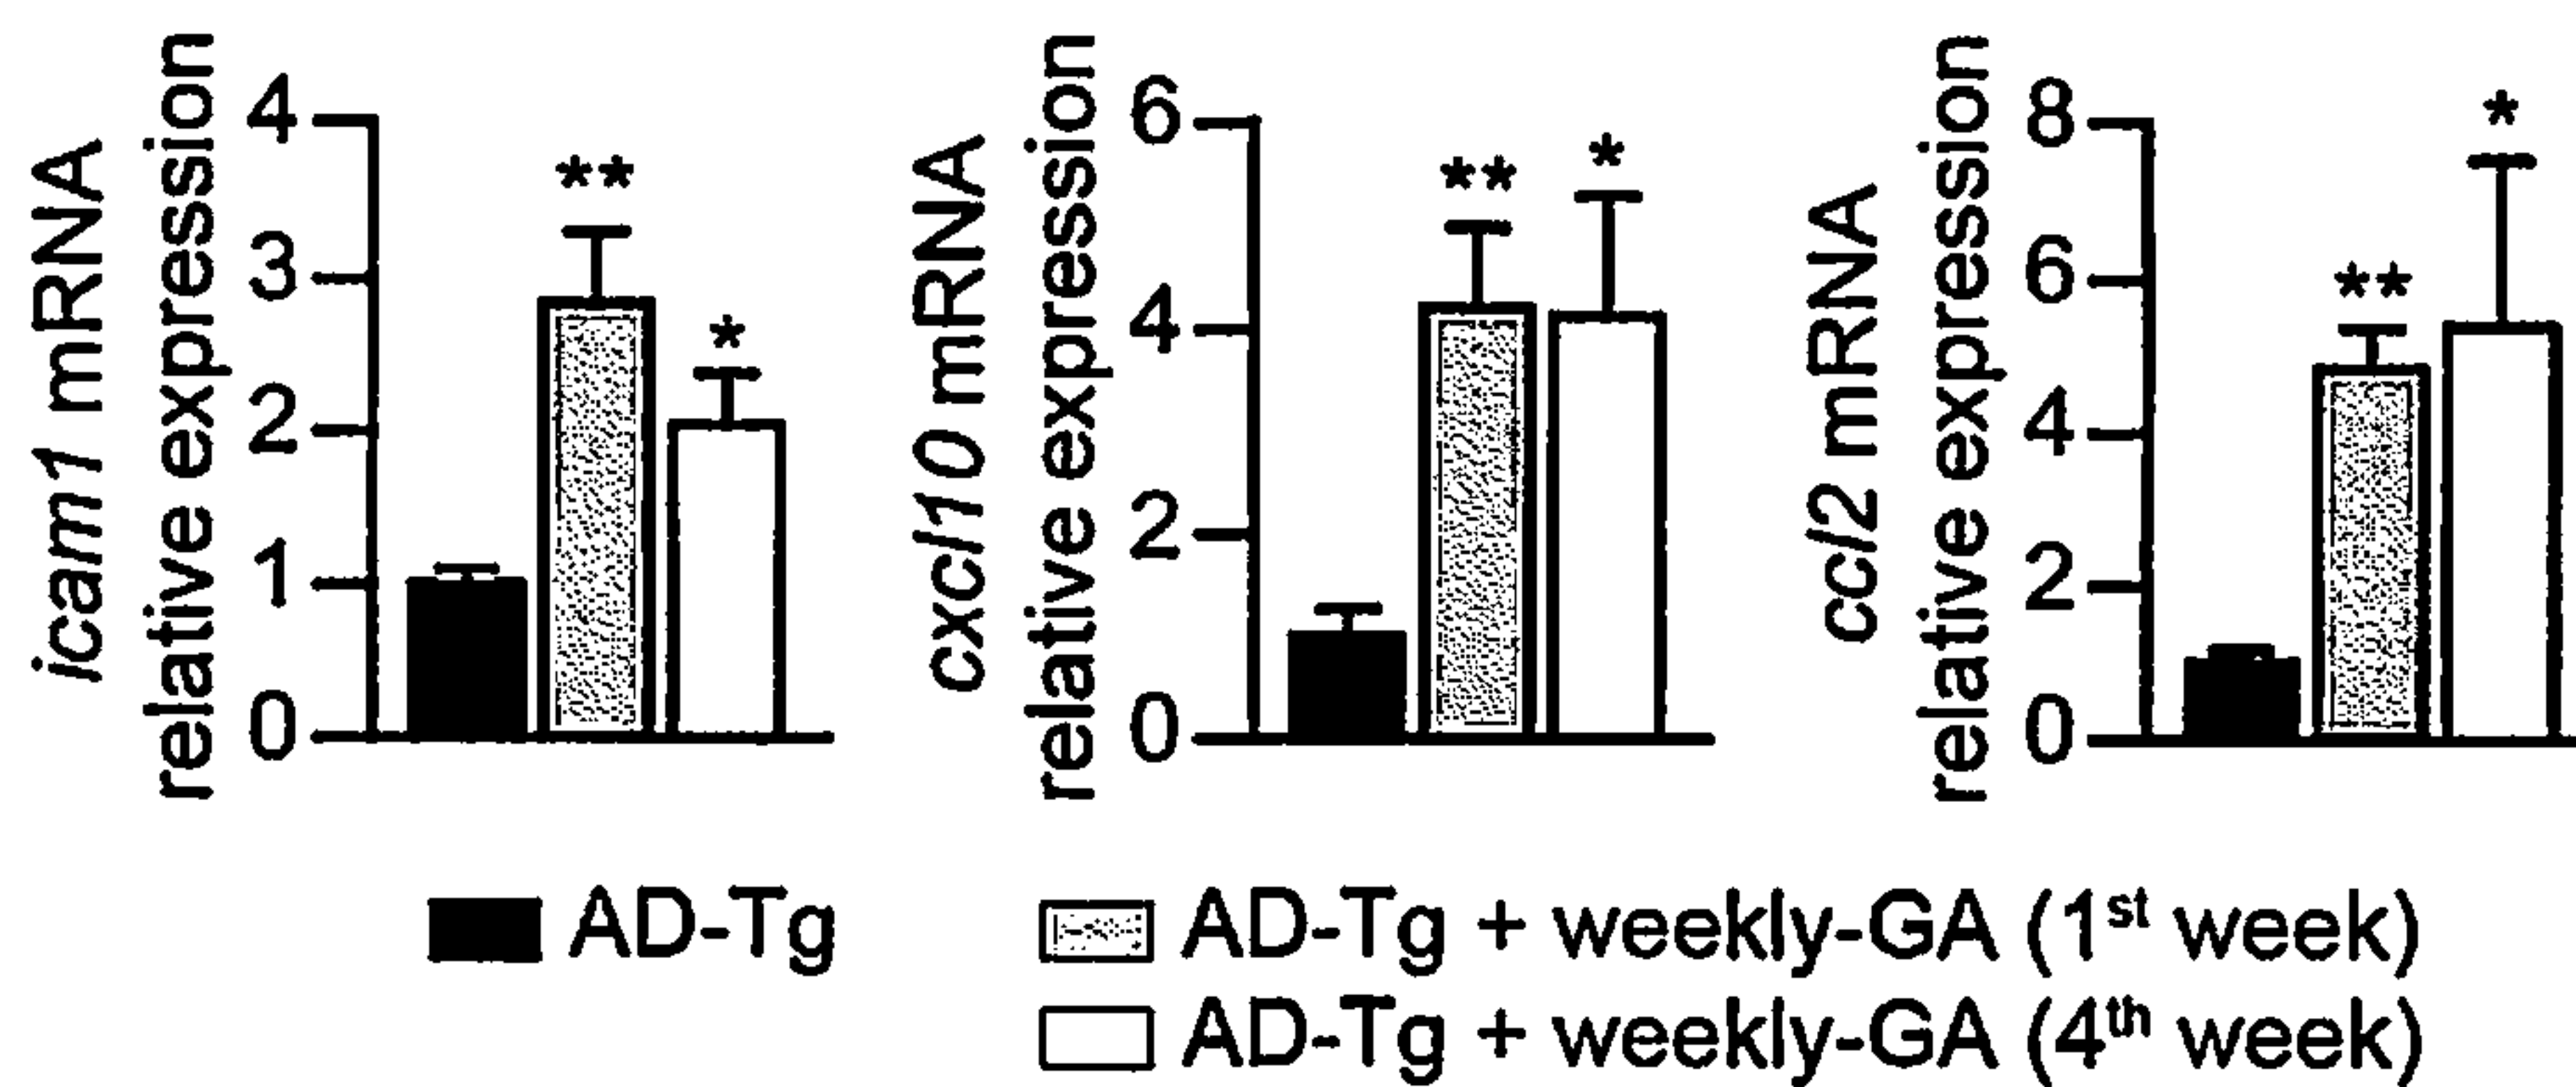 icam1 mRNA
relative expression
4
3
2
1
0
**
*
cxcl10 mRNA
relative expression
6
4
2
0
**
*
ccl2 mRNA
relative expression
8
6
4
2
0
**
*
AD-Tg
AD-Tg + weekly-GA (1st week)
AD-Tg + weekly-GA (4th week)